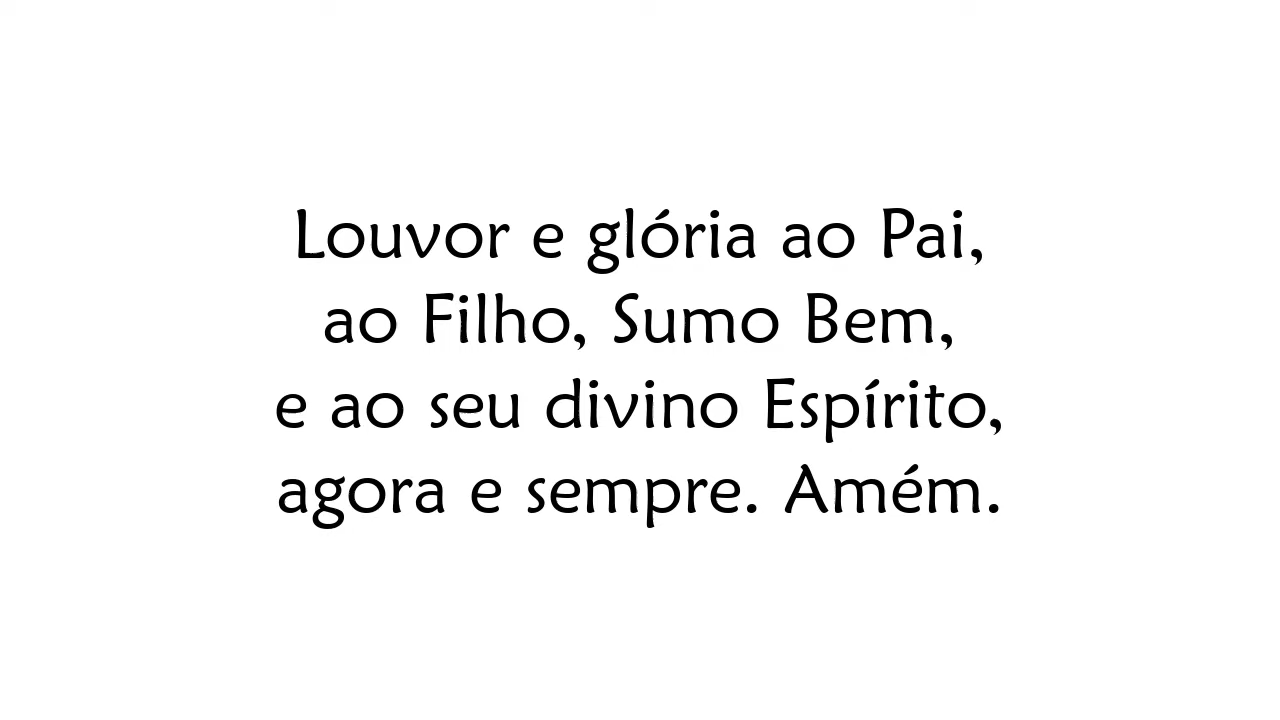 Louvor e glória ao Pai,
ao Filho, Sumo Bem,
e ao seu divino Espírito,
agora e sempre. Amém.